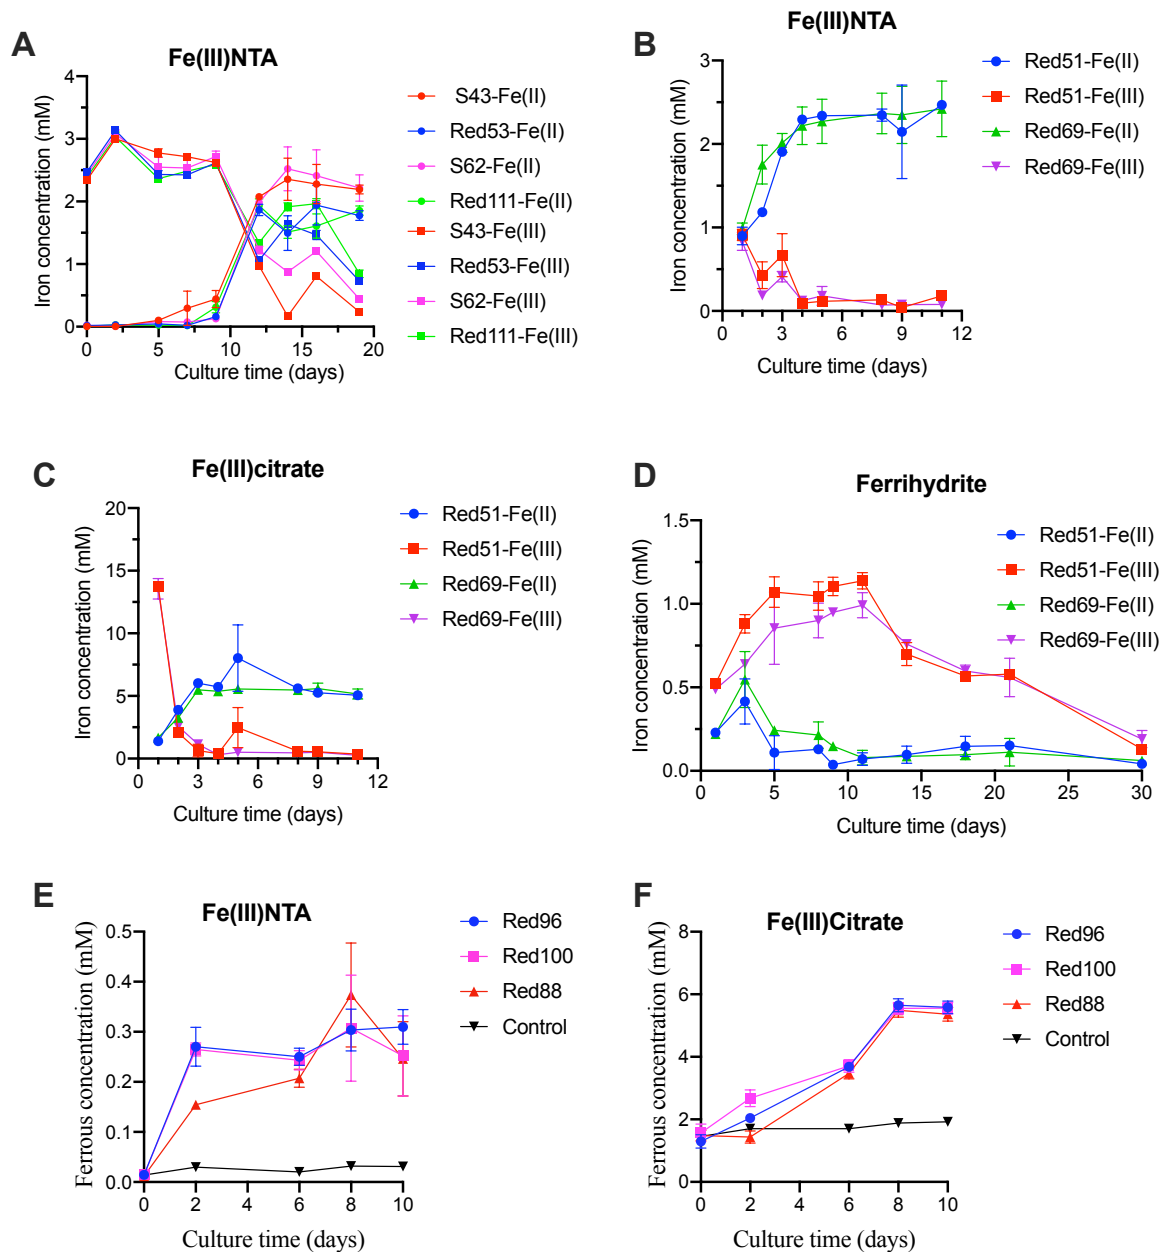 A
Fe(III)NTA
Iron concentration (mM)
4
3
2
1
0
0
5
10
15
20
Culture time (days)
S43-Fe(II)
Red53-Fe(II)
S62-Fe(II)
Red111-Fe(II)
S43-Fe(III)
Red53-Fe(III)
S62-Fe(III)
Red111-Fe(III)
B
Fe(III)NTA
Iron concentration (mM)
3
2
1
0
0
3
6
9
12
Culture time (days)
Red51-Fe(II)
Red51-Fe(III)
Red69-Fe(II)
Red69-Fe(III)
C
Fe(III)citrate
Iron concentration (mM)
20
15
10
5
0
0
3
6
9
12
Culture time (days)
Red51-Fe(II)
Red51-Fe(III)
Red69-Fe(II)
Red69-Fe(III)
D
Ferrihydrite
Iron concentration (mM)
1.5
1.0
0.5
0.0
0
5
10
15
20
25
30
Culture time (days)
Red51-Fe(II)
Red51-Fe(III)
Red69-Fe(II)
Red69-Fe(III)
E
Fe(III)NTA
Ferrous concentration (mM)
0.5
0.4
0.3
0.2
0.1
0.0
0
2
4
6
8
10
Culture time (days)
Red96
Red100
Red88
Control
F
Fe(III)Citrate
Ferrous concentration (mM)
8
6
4
2
0
0
2
4
6
8
10
Culture time (days)
Red96
Red100
Red88
Control